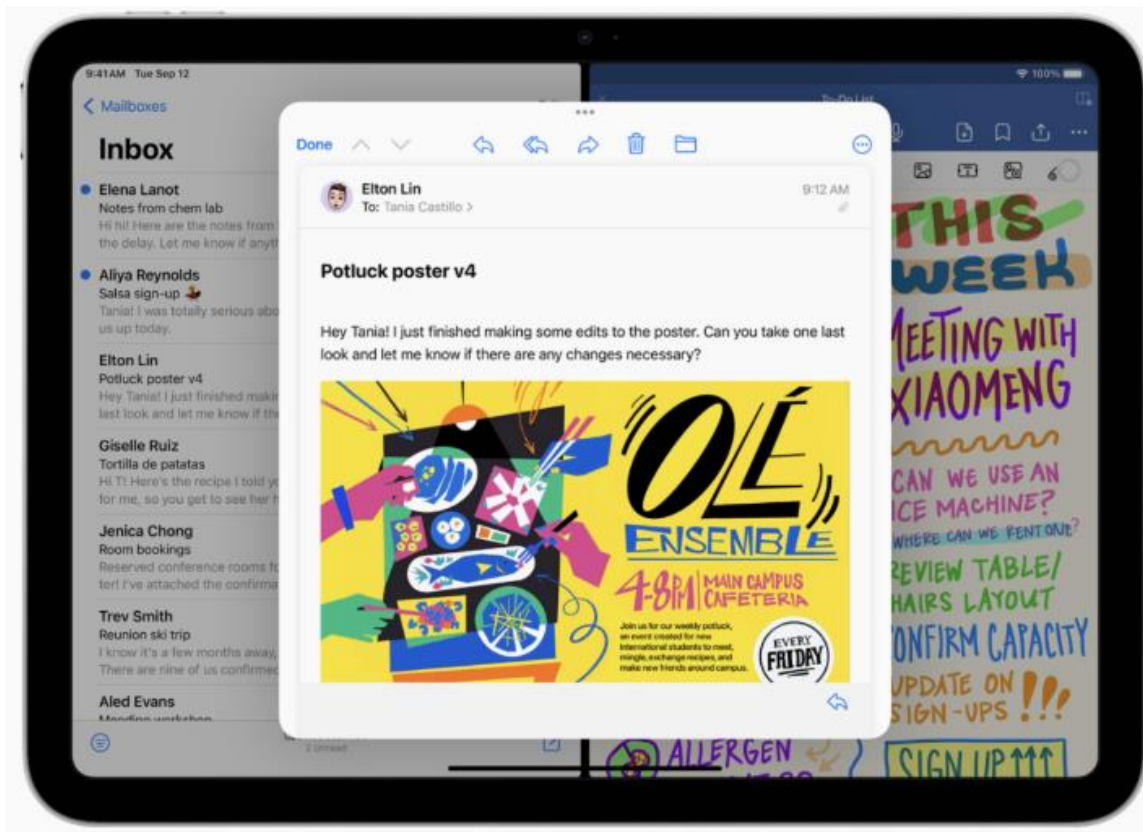 9:41AM Tue Sep 12
100%
Mailboxes
To-Do List
Inbox
Elena Lanot
Notes from chem lab
Hi hi! Here are the notes from
the delay. Let me know if
Aliya Reynolds
Salsa sign-up
Tania! I was totally serious
us up today.
Elton Lin
Potluck poster v4
Hey Tania! I just finished
last look and let me know if
Giselle Ruiz
Tortilla de patatas
Hi T! Here's the recipe I told
for me, so you get to see her
Jenica Chong
Room bookings
Reserved conference rooms
I've attached the
Trev Smith
Reunion ski trip
I know it's a few months away,
There are nine of us
Aled Evans
2 Unread
Done
Elton Lin
9:12 AM
To: Tania Castillo >
Potluck poster v4
Hey Tania! I just finished making some edits to the poster. Can you take one last
look and let me know if there are any changes necessary?
OLÉ
ENSEMBLE
4-8PM
MAIN CAMPUS
CAFETERIA
Join us for our weekly potluck,
an event created for new
international students to meet,
mingle, exchange recipes, and
make new friends around campus.
EVERY
FRIDAY
THIS
WEEK
MEETING WITH
XIAOMENG
CAN WE USE AN
ICE MACHINE?
WHERE CAN WE RENT ONE?
REVIEW TABLE/
CHAIRS LAYOUT
CONFIRM CAPACITY
UPDATE ON
SIGN-UPS !!!
ALLERGEN
SIGN UP